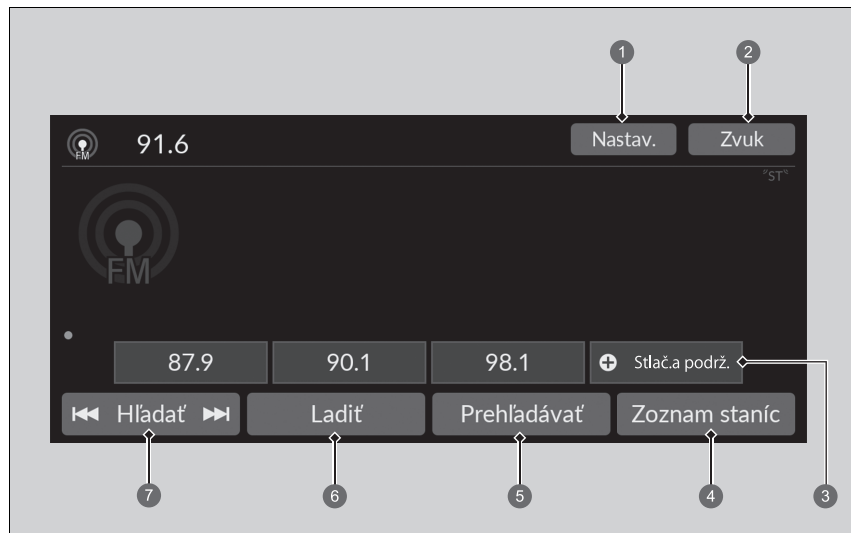 1 2
FM 91.6 Nastav. Zvuk
"ST"
FM
87.9 90.1 98.1 Stlač.a podrž.
Hľadať Ladiť Prehľadávať Zoznam staníc
7 6 5 4 3